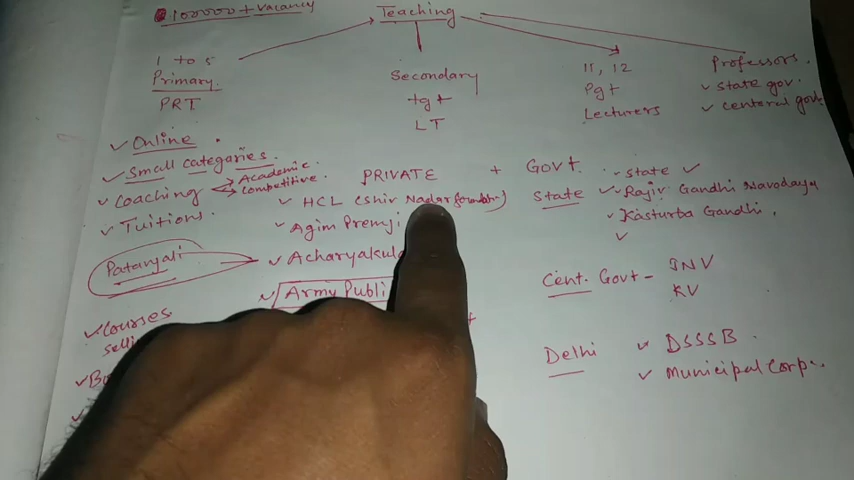 100000 + vacancy
Teaching
1 to 5
Primary
PRT
Secondary
tgt
LT
11, 12
Pgt
Lecturers
Professors
✓ state gov.
✓ centeral govt.
✓ Online
✓ Small categories
✓ Coaching
Academic
Competitive
✓ Tuitions
Patanjali
✓ Courses
PRIVATE + Govt.
✓ HCL (Shiv Nadar
✓ Agim Premji
✓ Acharyakul
✓ Army Publi
State
- state ✓
✓ Rajiv Gandhi Navodaya
✓ Kasturba Gandhi
✓
Cent. Govt - JNV
KV
Delhi
✓ DSSSB
✓ Municipal Corp.